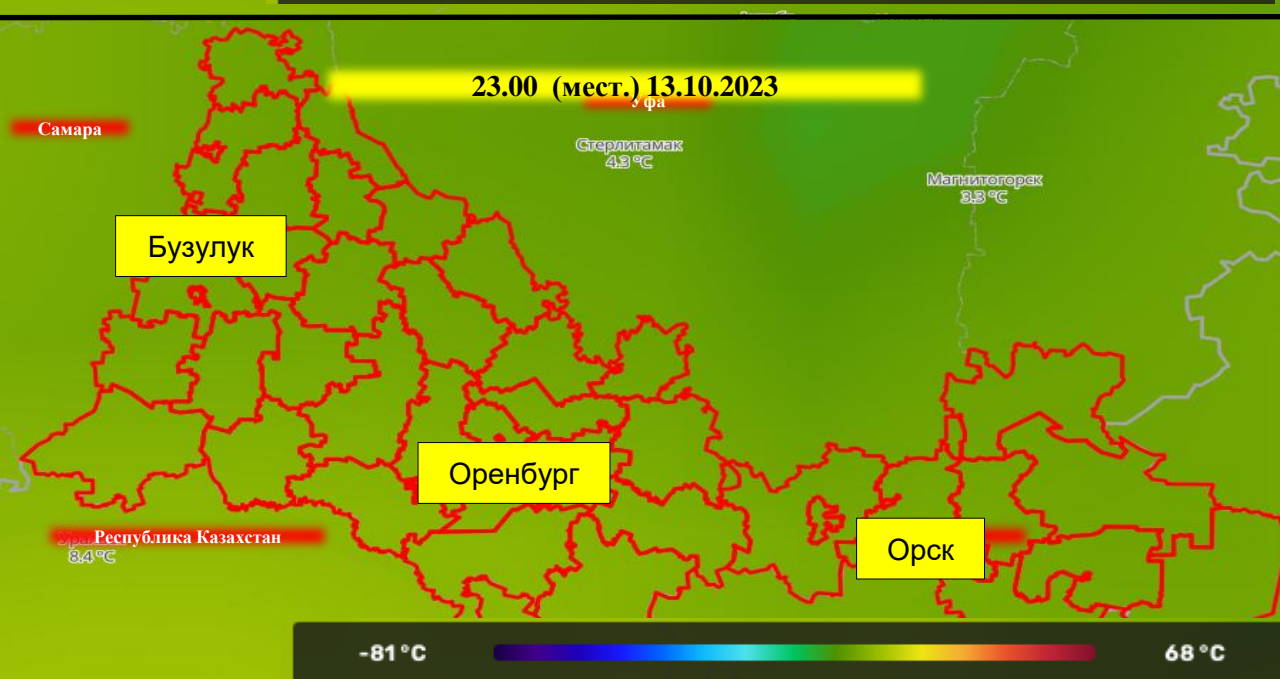 23.00 (мест.) 13.10.2023
Уфа
Самара
Стерлитамак
4.3 °C
Магнитогорск
3.3 °C
Бузулук
Оренбург
Орск
Республика Казахстан
8.4 °C
-81 °C
68 °C